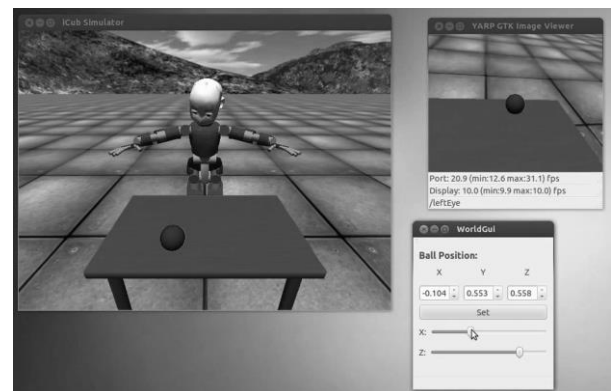 iCub Simulator
YARP GTK Image Viewer
Port: 20.9 (min:12.6 max:31.1) fps
Display: 10.0 (min:9.9 max:10.0) fps
/leftEye
WorldGui
Ball Position:
X Y Z
-0.104 0.553 0.558
Set
X:
Z: